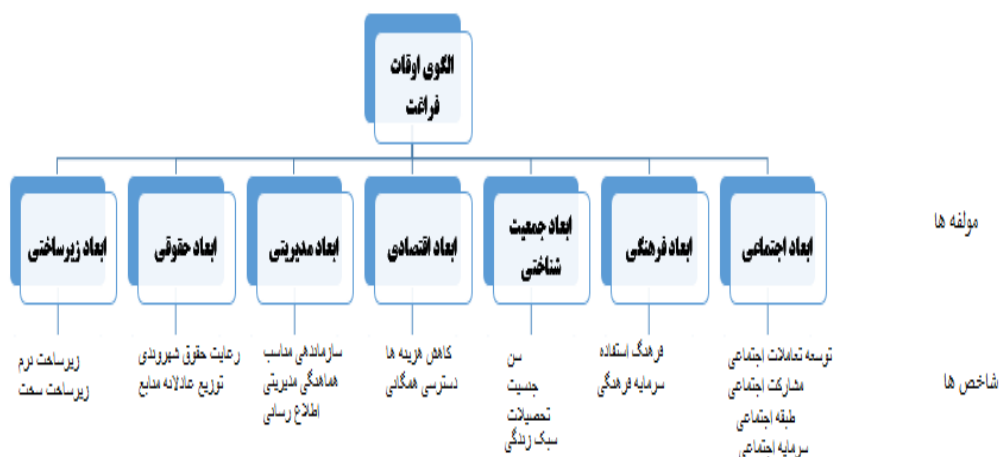 الگوی اوقات
فراغت
مولفه ها
ابعاد اجتماعی
ابعاد فرهنگی
ابعاد جمعیت
شناختی
ابعاد اقتصادی
ابعاد مدیریتی
ابعاد حقوقی
ابعاد زیرساختی
شاخص ها
توسعه تعاملات اجتماعی
مشارکت اجتماعی
طبقه اجتماعی
سرمایه اجتماعی
فرهنگ استفاده
سرمایه فرهنگی
سن
جنسیت
تحصیلات
سبک زندگی
کاهش هزینه ها
دسترسی همگانی
سازماندهی مناسب
هماهنگی مدیریتی
اطلاع رسانی
رعایت حقوق شهروندی
توزیع عادلانه منابع
زیرساخت نرم
زیرساخت سخت